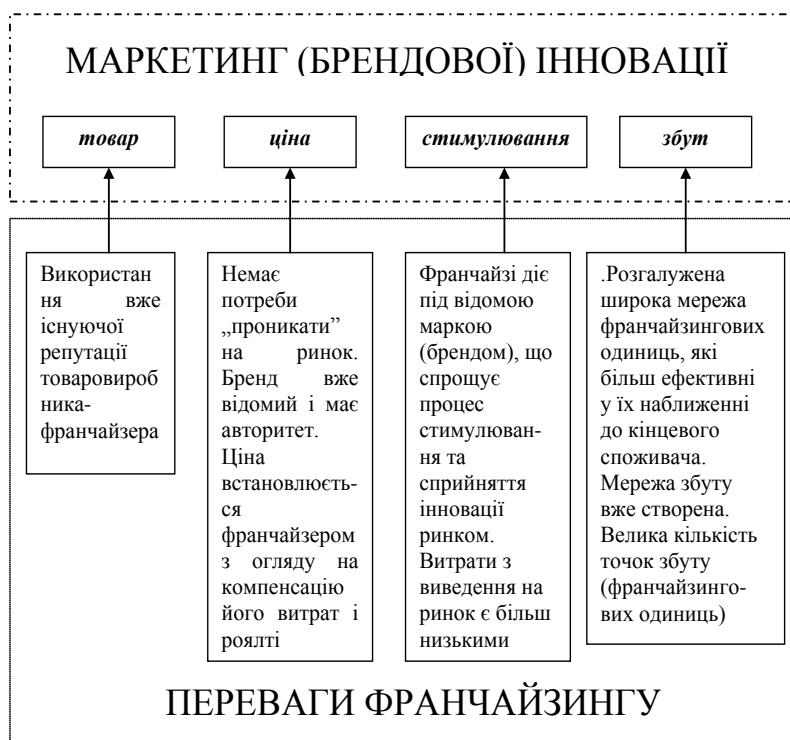 МАРКЕТИНГ (БРЕНДОВОЇ) ІННОВАЦІЇ
товар
ціна
стимулювання
збут
Використан
ня вже
існуючої
репутації
товаровироб
ника-
франчайзера
Немає
потреби
„проникати”
на ринок.
Бренд вже
відомий і має
авторитет.
Ціна
встановлюєть-
ся
франчайзером
з огляду на
компенсацію
його витрат і
роялті
Франчайзі діє
під відомою
маркою
(брендом), що
спрощує
процес
стимулюван-
ня та
сприйняття
інновації
ринком.
Витрати з
виведення на
ринок є більш
низькими
.Розгалужена
широка мережа
франчайзингових
одиниць, які
більш ефективні
у їх наближенні
до кінцевого
споживача.
Мережа збуту
вже створена.
Велика кількість
точок збуту
(франчайзинго-
вих одиниць)
ПЕРЕВАГИ ФРАНЧАЙЗИНГУ